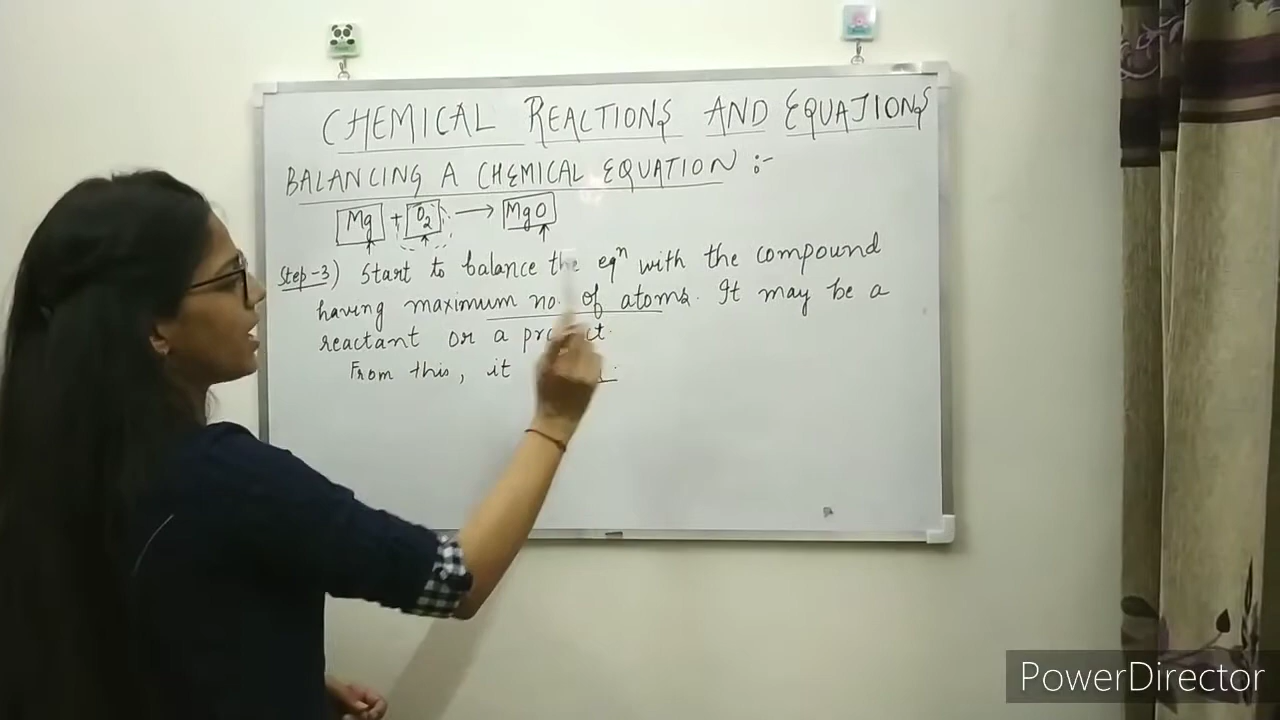 CHEMICAL REACTIONS AND EQUATIONS
BALANCING A CHEMICAL EQUATION :-
Mg + O₂ → MgO
Step-3) Start to balance the eqⁿ with the compound
having maximum no. of atoms. It may be a
reactant or a
From this, it
PowerDirector